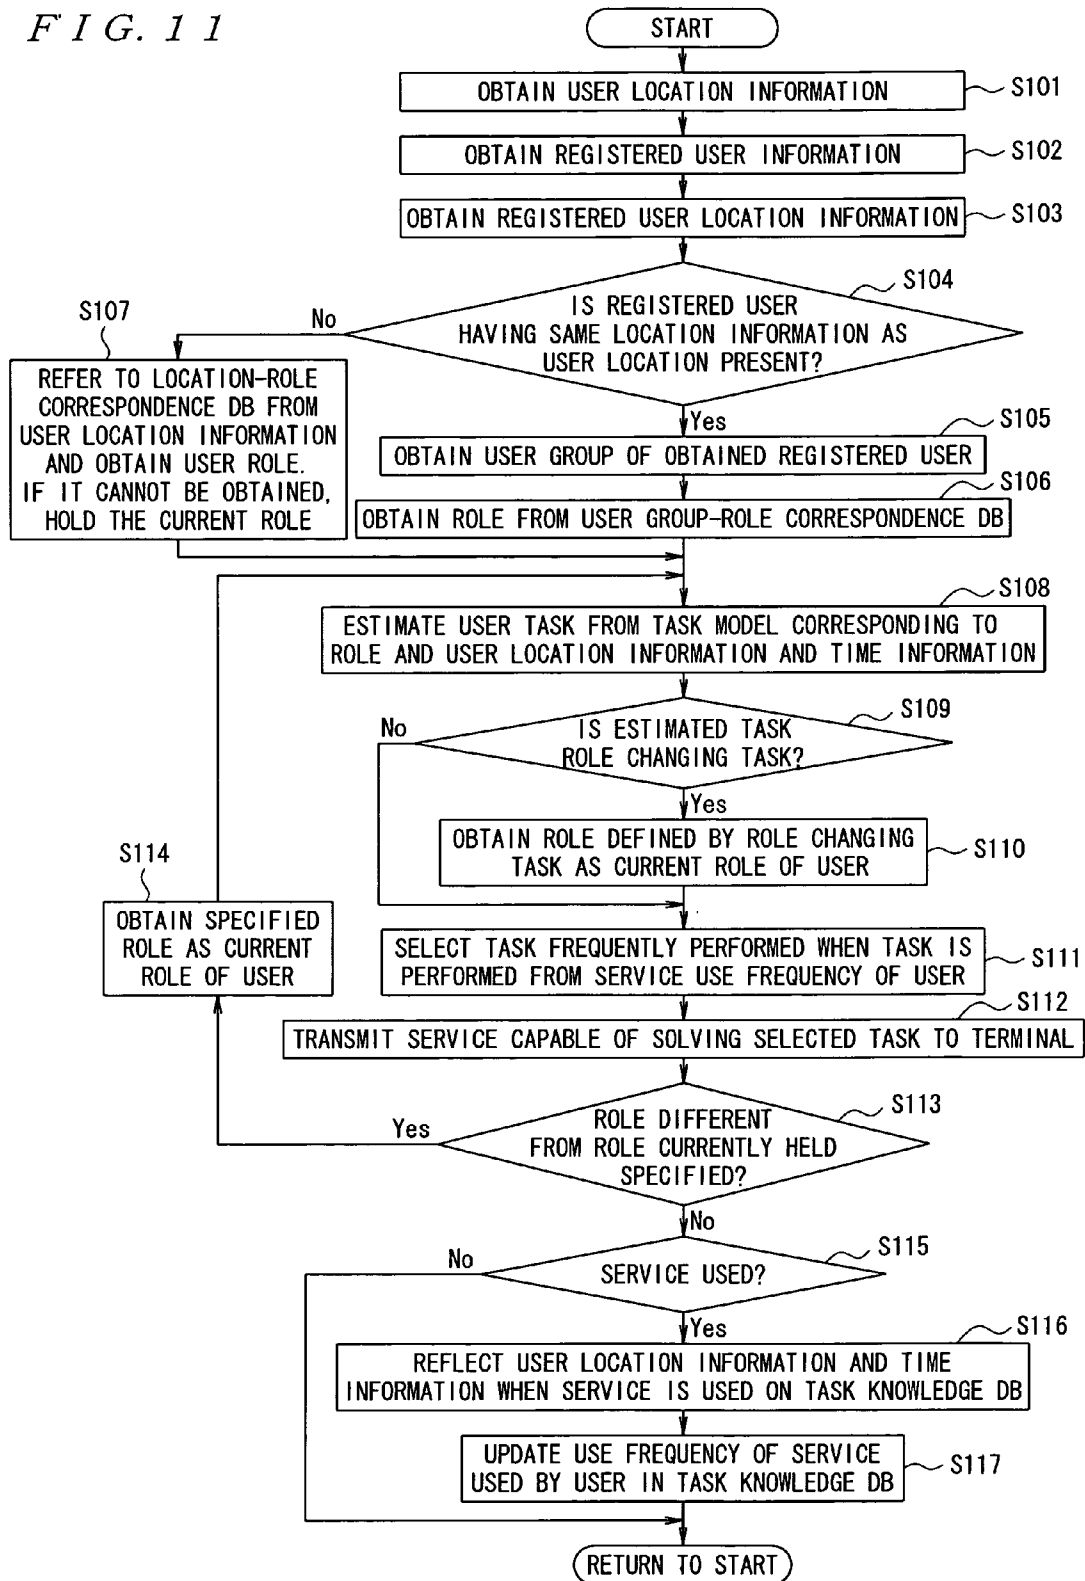 FIG. 11
START
OBTAIN USER LOCATION INFORMATION
S101
OBTAIN REGISTERED USER INFORMATION
S102
OBTAIN REGISTERED USER LOCATION INFORMATION
S103
S104
IS REGISTERED USER
HAVING SAME LOCATION INFORMATION AS
USER LOCATION PRESENT?
No
S107
REFER TO LOCATION-ROLE
CORRESPONDENCE DB FROM
USER LOCATION INFORMATION
AND OBTAIN USER ROLE.
IF IT CANNOT BE OBTAINED,
HOLD THE CURRENT ROLE
Yes
S105
OBTAIN USER GROUP OF OBTAINED REGISTERED USER
S106
OBTAIN ROLE FROM USER GROUP-ROLE CORRESPONDENCE DB
S108
ESTIMATE USER TASK FROM TASK MODEL CORRESPONDING TO
ROLE AND USER LOCATION INFORMATION AND TIME INFORMATION
S109
No
IS ESTIMATED TASK
ROLE CHANGING TASK?
Yes
OBTAIN ROLE DEFINED BY ROLE CHANGING
TASK AS CURRENT ROLE OF USER
S110
S114
OBTAIN SPECIFIED
ROLE AS CURRENT
ROLE OF USER
SELECT TASK FREQUENTLY PERFORMED WHEN TASK IS
PERFORMED FROM SERVICE USE FREQUENCY OF USER
S111
S112
TRANSMIT SERVICE CAPABLE OF SOLVING SELECTED TASK TO TERMINAL
S113
Yes
ROLE DIFFERENT
FROM ROLE CURRENTLY HELD
SPECIFIED?
No
S115
No
SERVICE USED?
Yes
S116
REFLECT USER LOCATION INFORMATION AND TIME
INFORMATION WHEN SERVICE IS USED ON TASK KNOWLEDGE DB
UPDATE USE FREQUENCY OF SERVICE
USED BY USER IN TASK KNOWLEDGE DB
S117
RETURN TO START